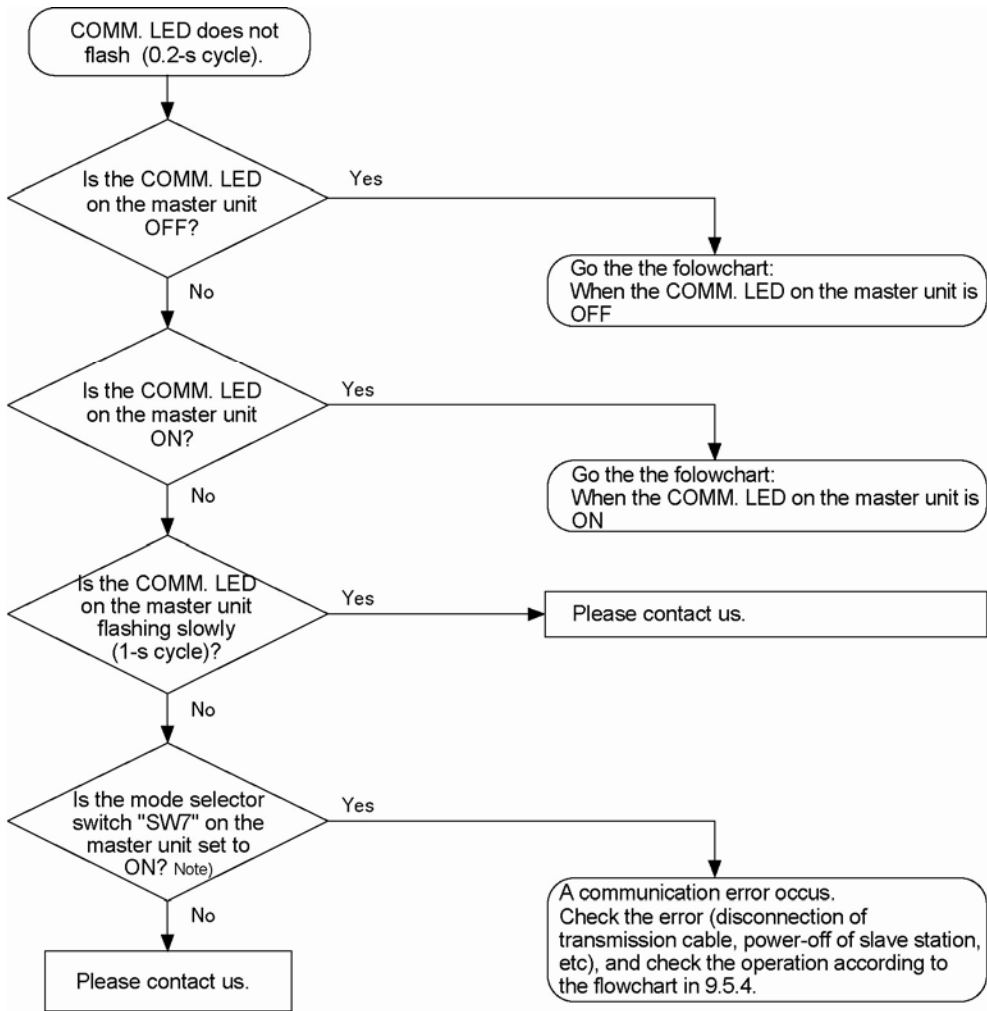 COMM. LED does not
flash (0.2-s cycle).
Is the COMM. LED
on the master unit
OFF?
Yes
No
Go the the folowchart:
When the COMM. LED on the master unit is
OFF
Is the COMM. LED
on the master unit
ON?
Yes
No
Go the the folowchart:
When the COMM. LED on the master unit is
ON
Is the COMM. LED
on the master unit
flashing slowly
(1-s cycle)?
Yes
No
Please contact us.
Is the mode selector
switch "SW7" on the
master unit set to
ON? Note)
Yes
No
A communication error occus.
Check the error (disconnection of
transmission cable, power-off of slave station,
etc), and check the operation according to
the flowchart in 9.5.4.
Please contact us.